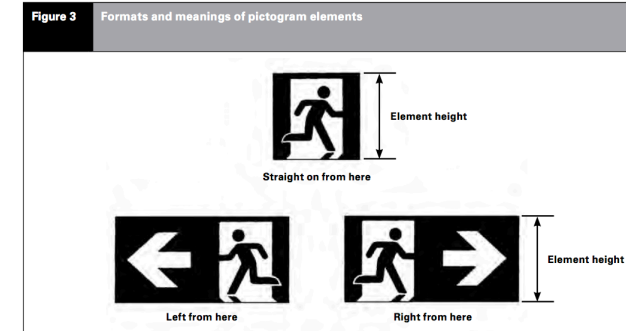 Figure 3
Formats and meanings of pictogram elements
Element height
Straight on from here
Element height
Left from here
Right from here